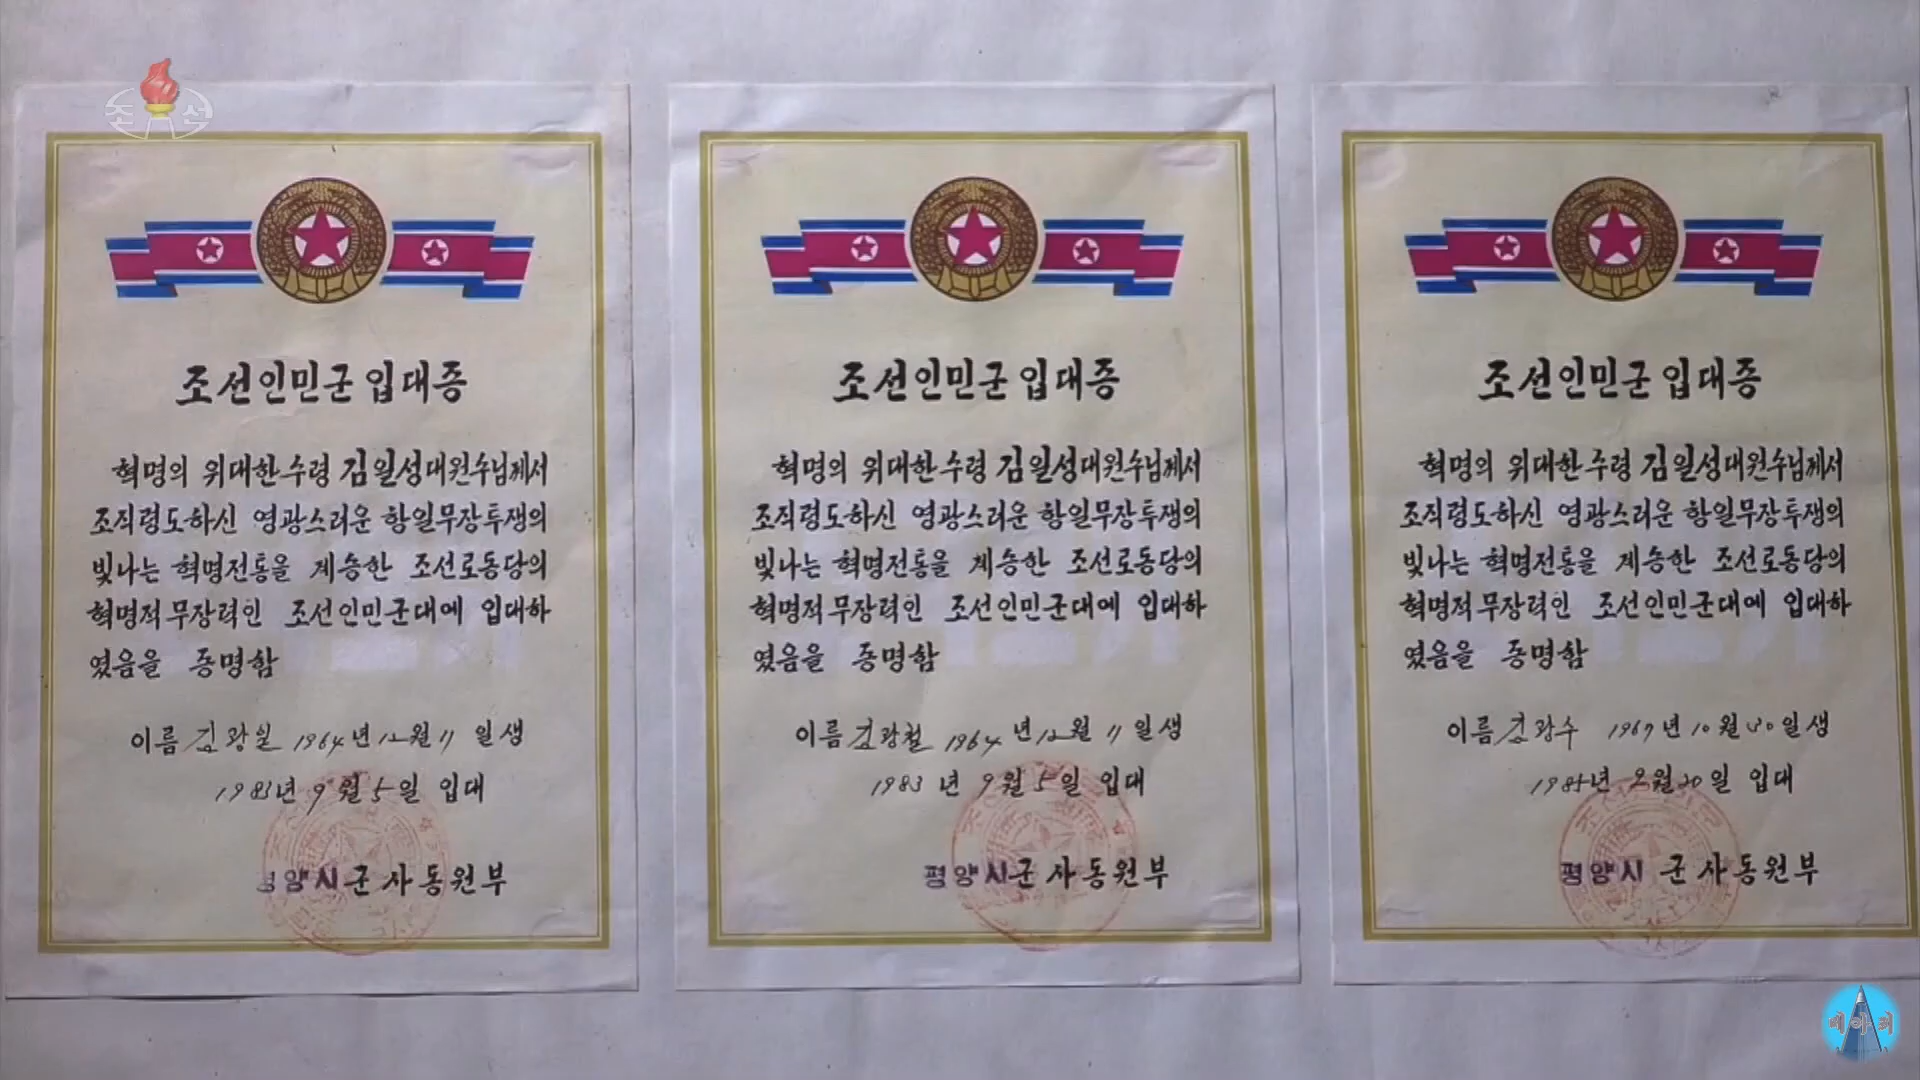 조 선
조선인민군 입대증
혁명의 위대한 수령 김일성대원수님께서
조직령도하신 영광스러운 항일무장투쟁의
빛나는 혁명전통을 계승한 조선로동당의
혁명적 무장력인 조선인민군대에 입대하
였음을 증명함
이름 김광일 1964년 12월 11일생
1983년 9월 5일 입대
평양시 군사동원부
조선인민군 입대증
혁명의 위대한 수령 김일성대원수님께서
조직령도하신 영광스러운 항일무장투쟁의
빛나는 혁명전통을 계승한 조선로동당의
혁명적 무장력인 조선인민군대에 입대하
였음을 증명함
이름 김광철 1964년 12월 11일생
1983년 9월 5일 입대
평양시 군사동원부
조선인민군 입대증
혁명의 위대한 수령 김일성대원수님께서
조직령도하신 영광스러운 항일무장투쟁의
빛나는 혁명전통을 계승한 조선로동당의
혁명적 무장력인 조선인민군대에 입대하
였음을 증명함
이름 김광수 1967년 10월 30일생
1985년 2월 20일 입대
평양시 군사동원부
메아리